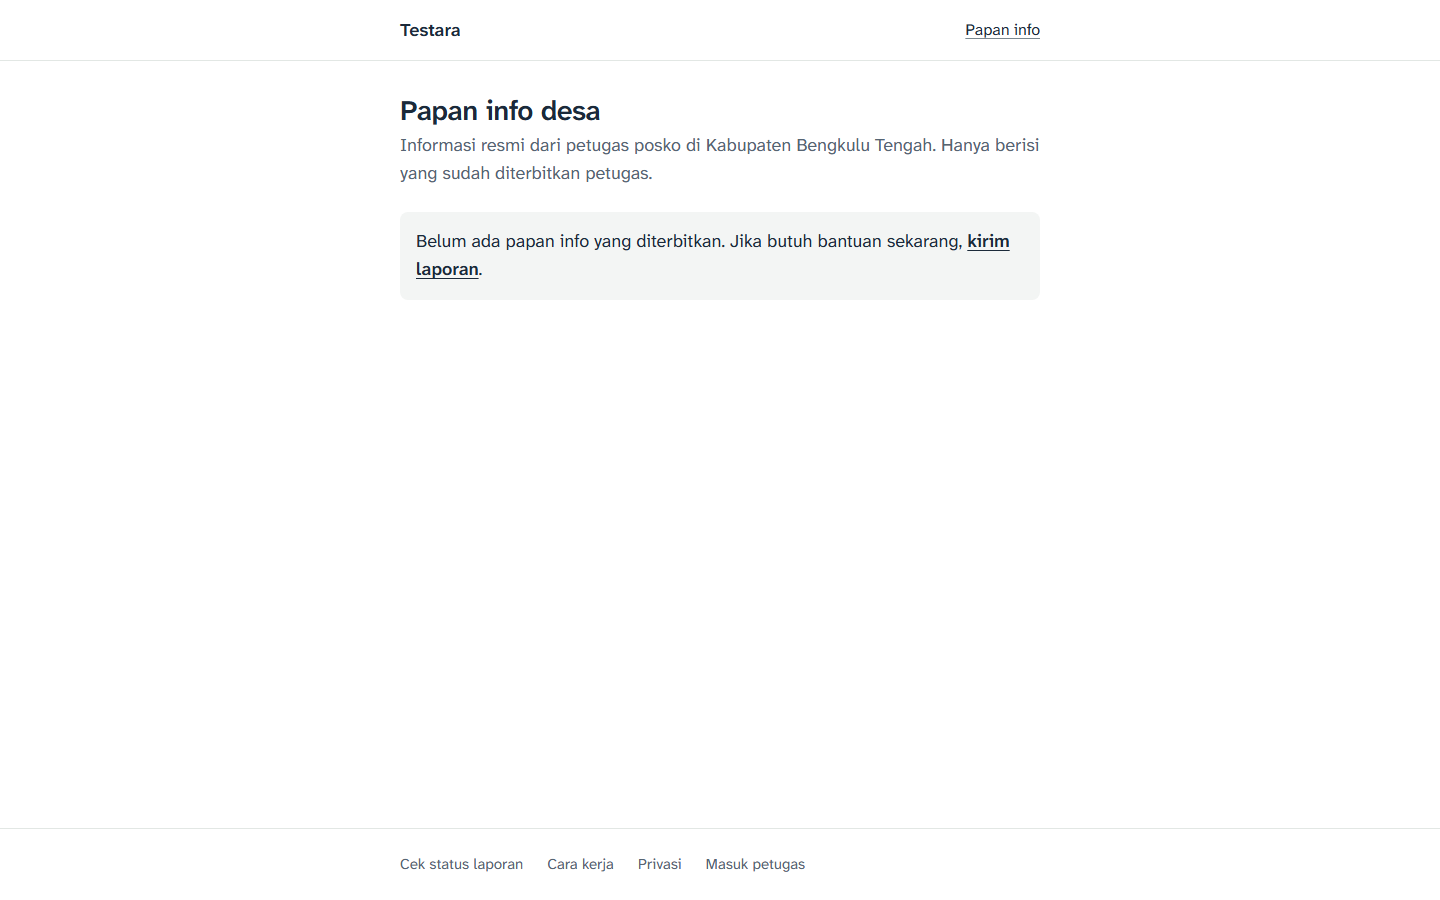 Testara
Papan info
Papan info desa
Informasi resmi dari petugas posko di Kabupaten Bengkulu Tengah. Hanya berisi
yang sudah diterbitkan petugas.
Belum ada papan info yang diterbitkan. Jika butuh bantuan sekarang, kirim
laporan.
Cek status laporan
Cara kerja
Privasi
Masuk petugas